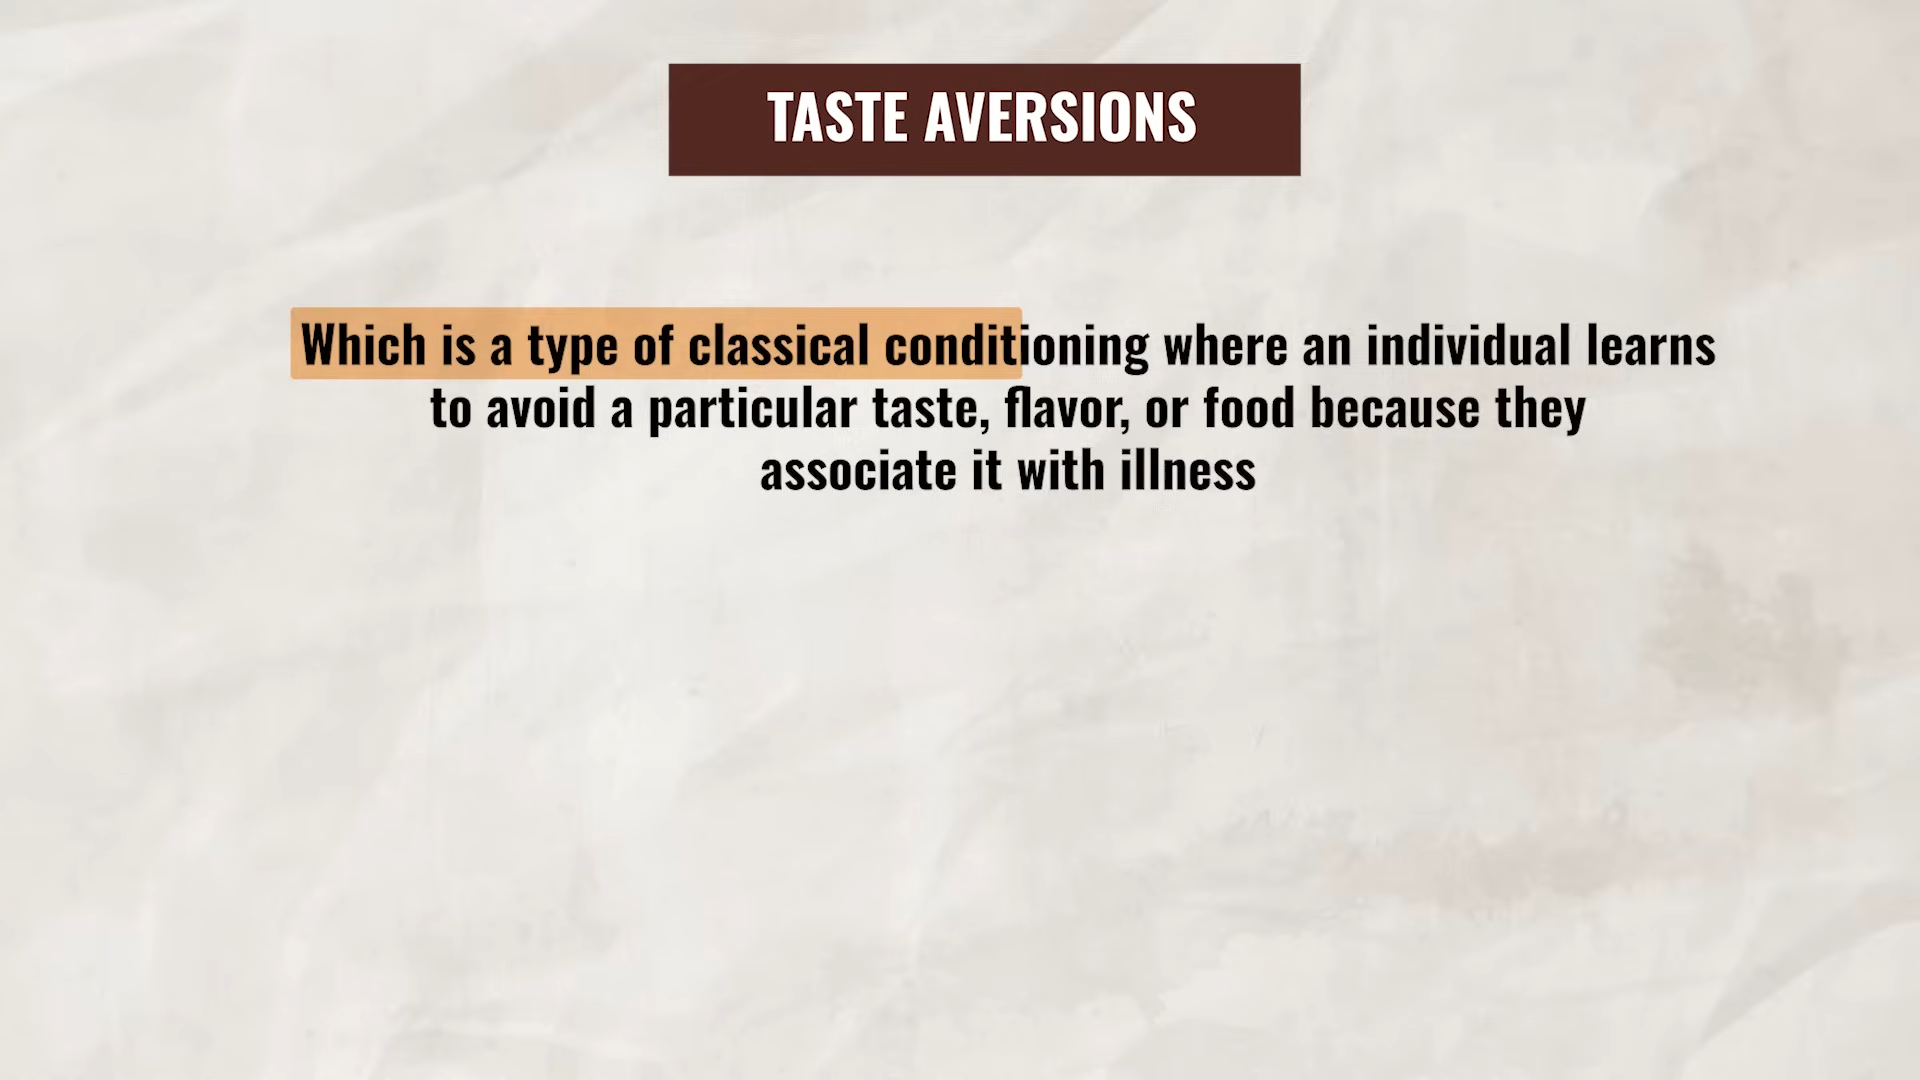 TASTE AVERSIONS
Which is a type of classical conditioning where an individual learns
to avoid a particular taste, flavor, or food because they
associate it with illness